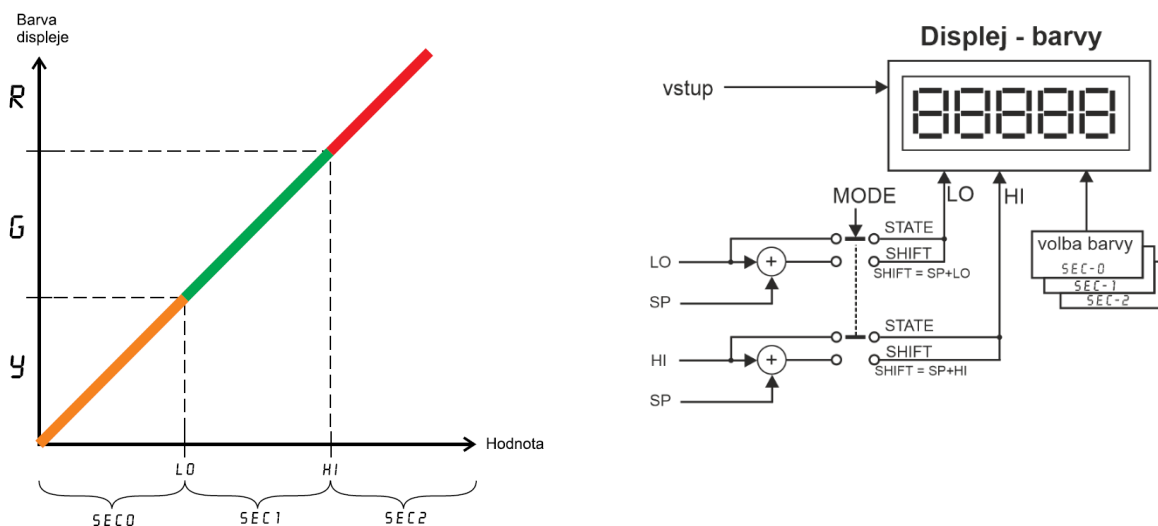 Barva
displeje
R
G
Y
Hodnota
LO
HI
SEC0
SEC1
SEC2
Displej - barvy
vstup
88888
LO
HI
MODE
STATE
SHIFT
SHIFT = SP+LO
LO
SP
+
STATE
SHIFT
SHIFT = SP+HI
HI
SP
+
volba barvy
SEC-0
SEC-1
SEC-2